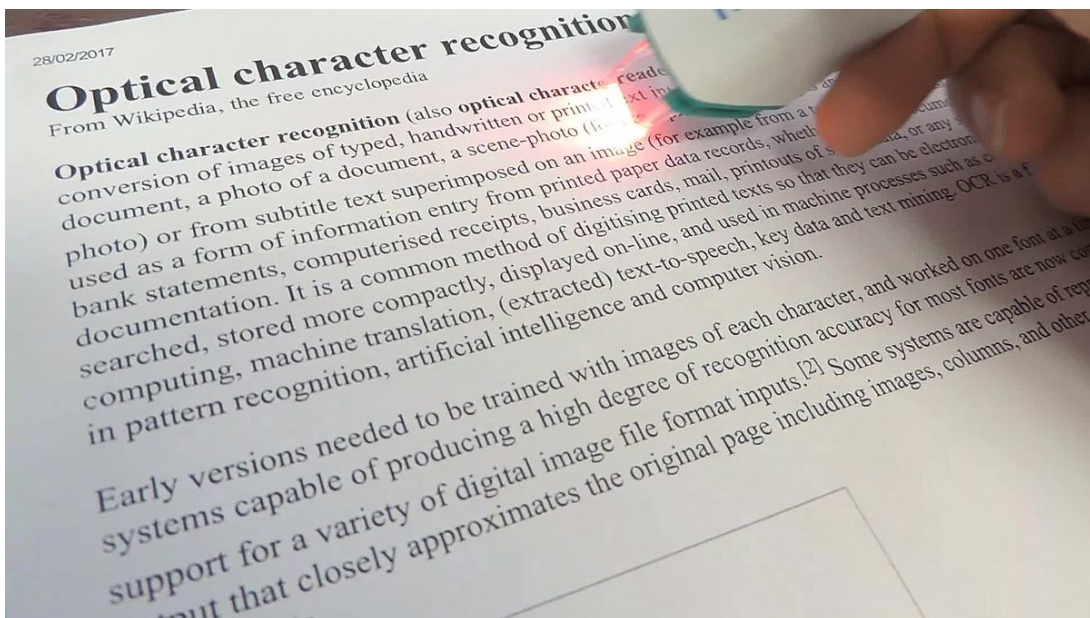 28/02/2017
Optical character recognition
From Wikipedia, the free encyclopedia
Optical character recognition (also optical character reade
conversion of images of typed, handwritten or printed text in
document, a photo of a document, a scene-photo (
photo) or from subtitle text superimposed on an image (for example from a
used as a form of information entry from printed paper data records, wheth
bank statements, computerised receipts, business cards, mail, printouts of or any
documentation. It is a common method of digitising printed texts so that they can be electron
searched, stored more compactly, displayed on-line, and used in machine processes such as c
computing, machine translation, (extracted) text-to-speech, key data and text mining. OCR is a f
in pattern recognition, artificial intelligence and computer vision.
Early versions needed to be trained with images of each character, and worked on one font at a
systems capable of producing a high degree of recognition accuracy for most fonts are now co
support for a variety of digital image file format inputs.[2] Some systems are capable of repr
that closely approximates the original page including images, columns, and other